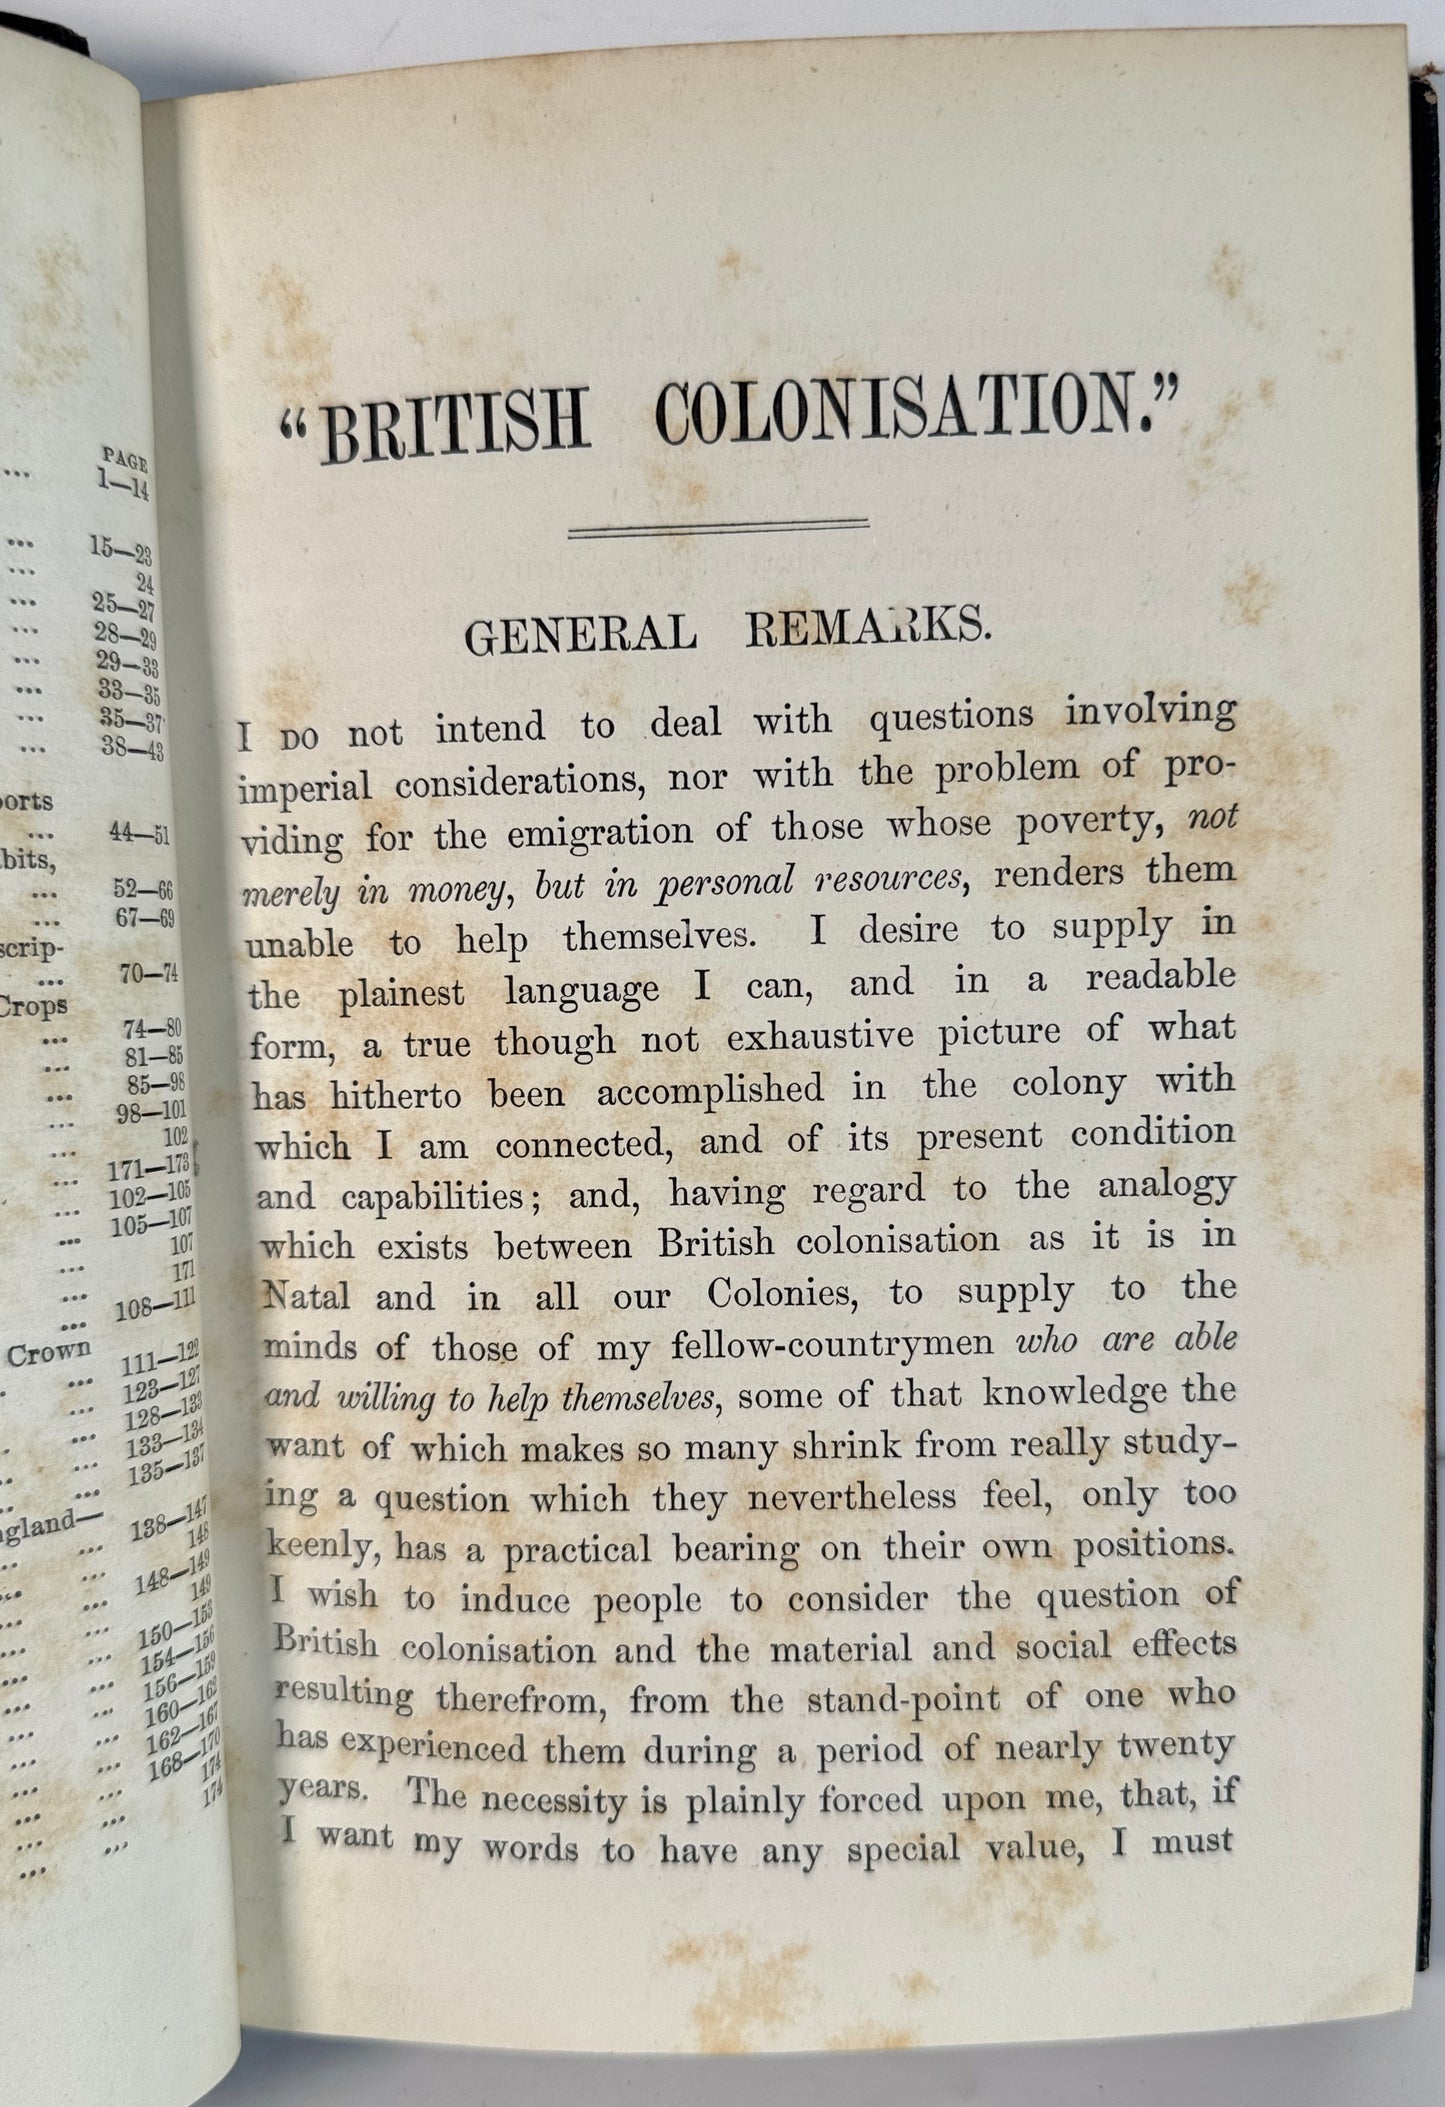 PAGE
... 1—14
... 15—23
... 24
... 25—27
... 28—29
... 29—33
... 33—35
... 35—37
... 38—43
... 44—51
... 52—66
... 67—69
... 70—74
Crops
... 74—80
... 81—85
... 85—98
... 98—101
... 102
... 171—173
... 102—105
... 105—107
... 107
... 171
... 108—111
Crown
... 111—122
... 123—127
... 128—133
... 133—134
... 135—137
... 138—147
... 148
... 148—149
... 149
... 150—153
... 154—156
... 156—159
... 160—162
... 162—167
... 168—170
... 174
... 174
“BRITISH COLONISATION.”
GENERAL REMARKS.
I DO not intend to deal with questions involving
imperial considerations, nor with the problem of pro-
viding for the emigration of those whose poverty, not
merely in money, but in personal resources, renders them
unable to help themselves. I desire to supply in
the plainest language I can, and in a readable
form, a true though not exhaustive picture of what
has hitherto been accomplished in the colony with
which I am connected, and of its present condition
and capabilities; and, having regard to the analogy
which exists between British colonisation as it is in
Natal and in all our Colonies, to supply to the
minds of those of my fellow-countrymen who are able
and willing to help themselves, some of that knowledge the
want of which makes so many shrink from really study-
ing a question which they nevertheless feel, only too
keenly, has a practical bearing on their own positions.
I wish to induce people to consider the question of
British colonisation and the material and social effects
resulting therefrom, from the stand-point of one who
has experienced them during a period of nearly twenty
years. The necessity is plainly forced upon me, that, if
I want my words to have any special value, I must